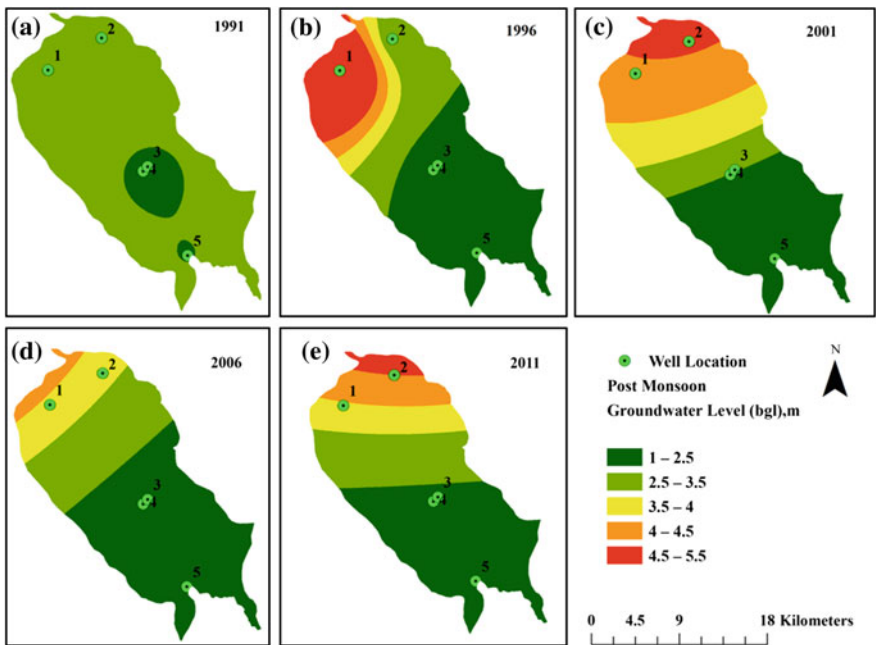 (a) 1991
1
2
3
4
5
(b) 1996
1
2
3
4
5
(c) 2001
1
2
3
4
5
(d) 2006
1
2
3
4
5
(e) 2011
1
2
3
4
5
N
Well Location
Post Monsoon
Groundwater Level (bgl),m
1 – 2.5
2.5 – 3.5
3.5 – 4
4 – 4.5
4.5 – 5.5
0 4.5 9 18 Kilometers